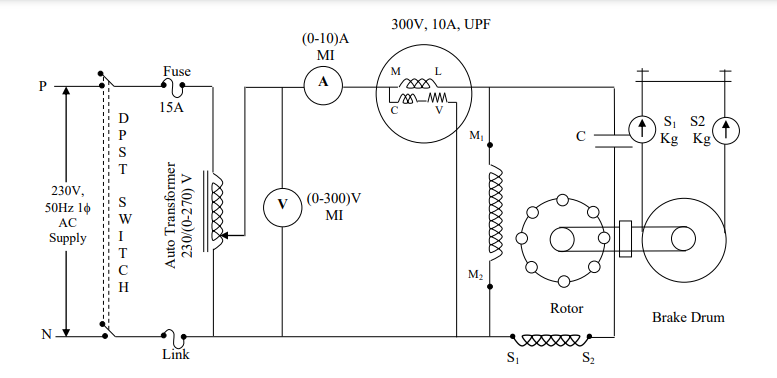 300V, 10A, UPF
(0-10)A
MI
Fuse
M
L
A
P
15A
C
V
D
P
S
T
S
W
I
T
C
H
S₁
S2
Kg
Kg
M₁
C
230V,
50Hz 1ϕ
AC
Supply
Auto Transformer
230/(0-270) V
V
(0-300)V
MI
M₂
Rotor
Brake Drum
N
Link
S₁
S₂